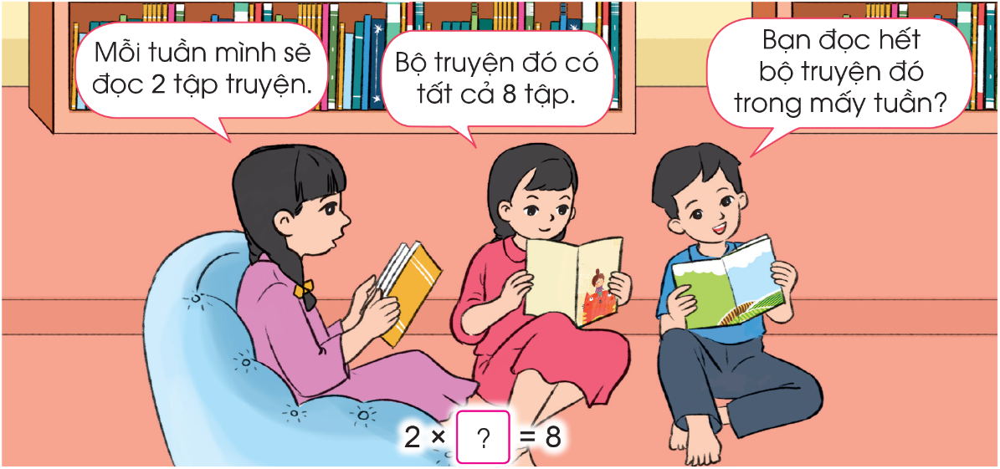 Mỗi tuần mình sẽ
đọc 2 tập truyện.
Bộ truyện đó có
tất cả 8 tập.
Bạn đọc hết
bộ truyện đó
trong mấy tuần?
2 × ? = 8